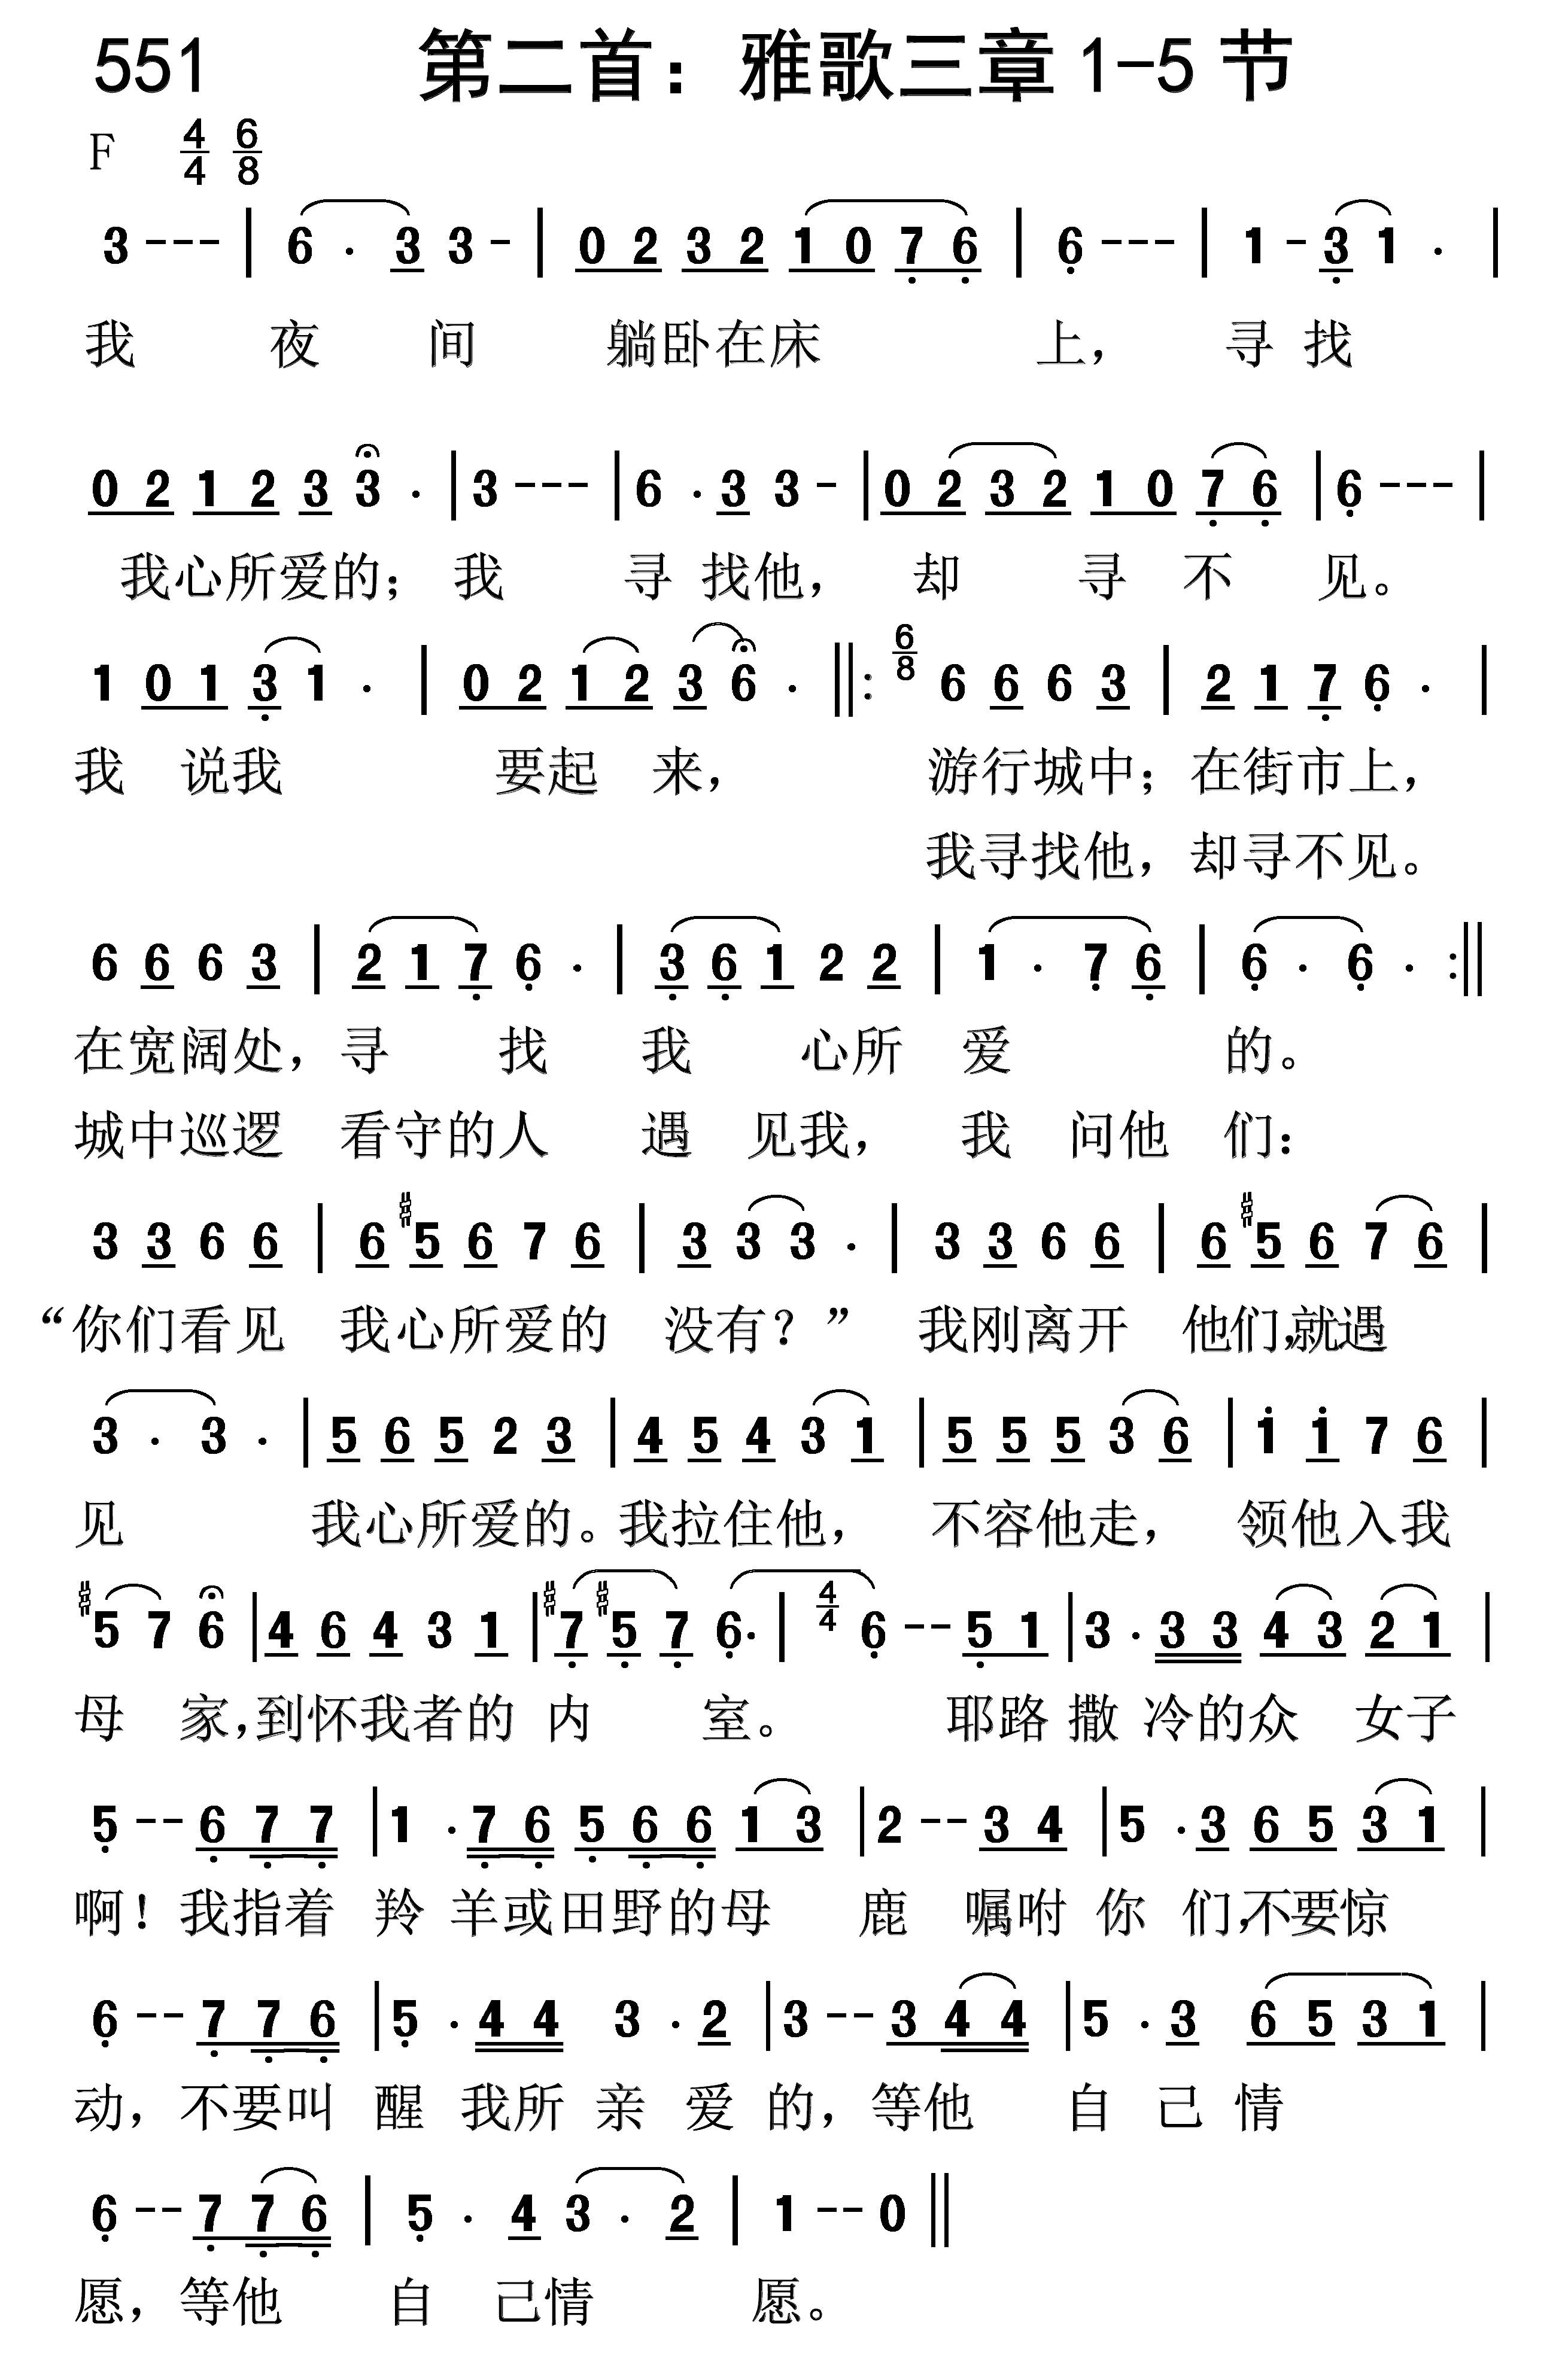 551 第二首：雅歌三章1-5节
F 4/4 6/8
3 - - - | 6 . 3 3 - | 0 2 3 2 1 0 7 6 | 6 - - - | 1 - 3 1 . |
我 夜 间 躺卧在床 上， 寻 找
0 2 1 2 3 3 . | 3 - - - | 6 . 3 3 - | 0 2 3 2 1 0 7 6 | 6 - - - |
我心所爱的； 我 寻 找他， 却 寻 不 见。
1 0 1 3 1 . | 0 2 1 2 3 6 . ||: 6/8 6 6 6 3 | 2 1 7 6 . |
我 说我 要起 来， 游行城中；在街市上，
我寻找他，却寻不见。
6 6 6 3 | 2 1 7 6 . | 3 6 1 2 2 | 1 . 7 6 | 6 . 6 . :||
在宽阔处，寻 找 我 心所 爱 的。
城中巡逻 看守的人 遇 见我， 我 问他 们：
3 3 6 6 | 6 #5 6 7 6 | 3 3 3 . | 3 3 6 6 | 6 #5 6 7 6 |
“你们看见 我心所爱的 没有？” 我刚离开 他们，就遇
3 . 3 . | 5 6 5 2 3 | 4 5 4 3 1 | 5 5 5 3 6 | 1 1 7 6 |
见 我心所爱的。我拉住他， 不容他走， 领他入我
#5 7 6 | 4 6 4 3 1 | #7 #5 7 6 . | 4/4 6 - - 5 1 | 3 . 3 3 4 3 2 1 |
母 家，到怀我者的 内 室。 耶路 撒 冷的众 女子
5 - - 6 7 7 | 1 . 7 6 5 6 6 1 3 | 2 - - 3 4 | 5 . 3 6 5 3 1 |
啊！我指着 羚 羊或田野的母 鹿 嘱咐 你 们，不要惊
6 - - 7 7 6 | 5 . 4 4 3 . 2 | 3 - - 3 4 4 | 5 . 3 6 5 3 1 |
动，不要叫 醒 我所 亲 爱 的，等他 自 己 情
6 - - 7 7 6 | 5 . 4 3 . 2 | 1 - - 0 ||
愿，等他 自 己情 愿。